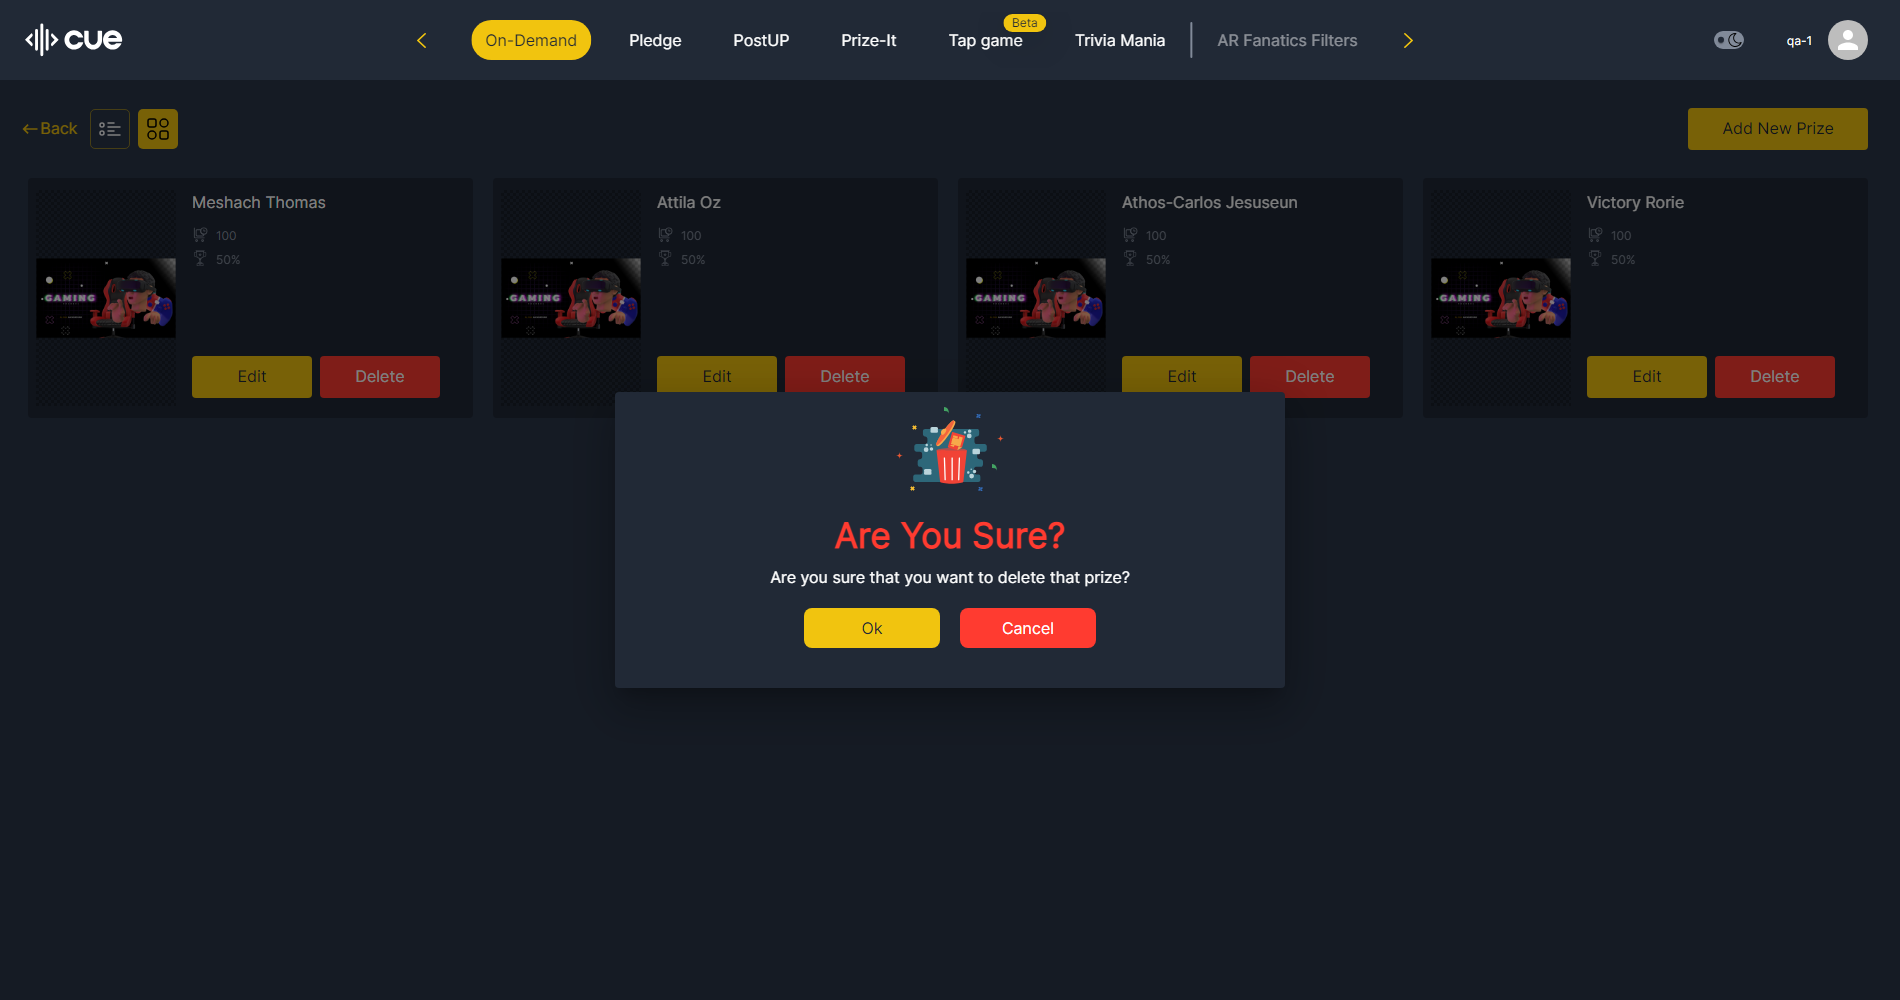 cue
On-Demand
Pledge
PostUP
Prize-It
Tap game
Beta
Trivia Mania
AR Fanatics Filters
qa-1
Back
Add New Prize
Meshach Thomas
100
50%
GAMING
Edit
Delete
Attila Oz
100
50%
GAMING
Edit
Delete
Athos-Carlos Jesuseun
100
50%
GAMING
Edit
Delete
Victory Rorie
100
50%
GAMING
Edit
Delete
Are You Sure?
Are you sure that you want to delete that prize?
Ok
Cancel